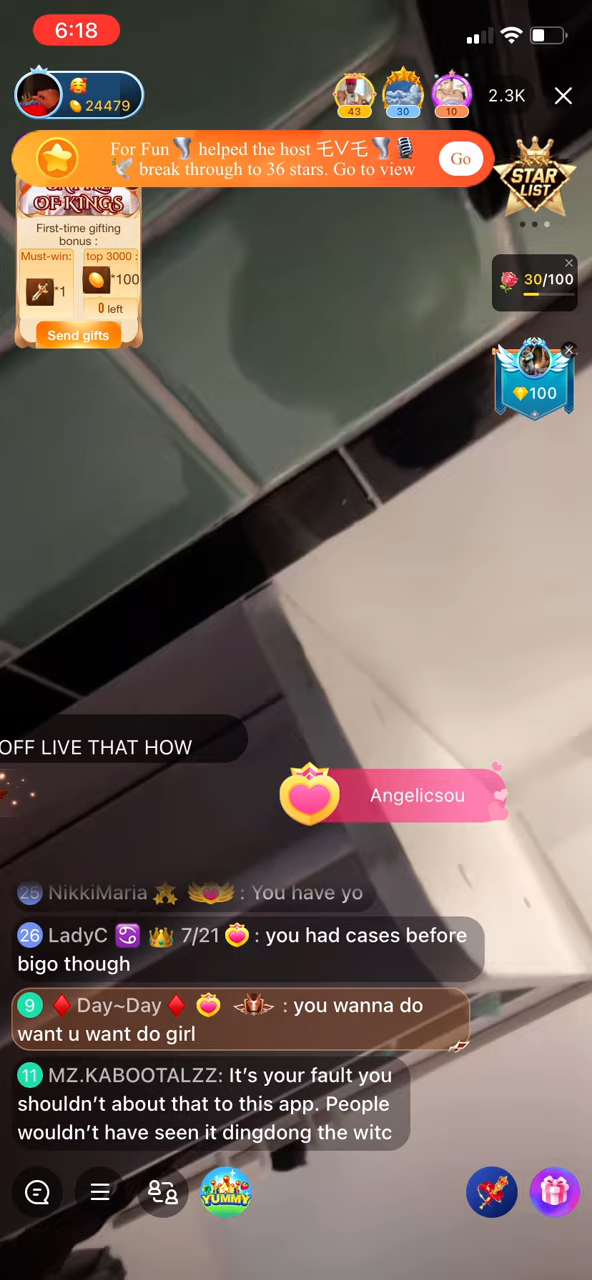 6:18
🥰
24479
43
30
10
2.3K
For Fun🌪️ helped the host 乇ᐯ乇🌪️🎙️
🕊️ break through to 36 stars. Go to view
Go
STAR
LIST
OF KINGS
First-time gifting
bonus :
Must-win:
top 3000 :
*1
*100
0 left
Send gifts
30/100
100
OFF LIVE THAT HOW
Angelicsou
25 NikkiMaria : You have yo
26 LadyC ♋ 👑 7/21 : you had cases before
bigo though
9 ♦️ Day~Day ♦️ : you wanna do
want u want do girl
11 MZ.KABOOTALZZ: It’s your fault you
shouldn’t about that to this app. People
wouldn’t have seen it dingdong the witc
YUMMY